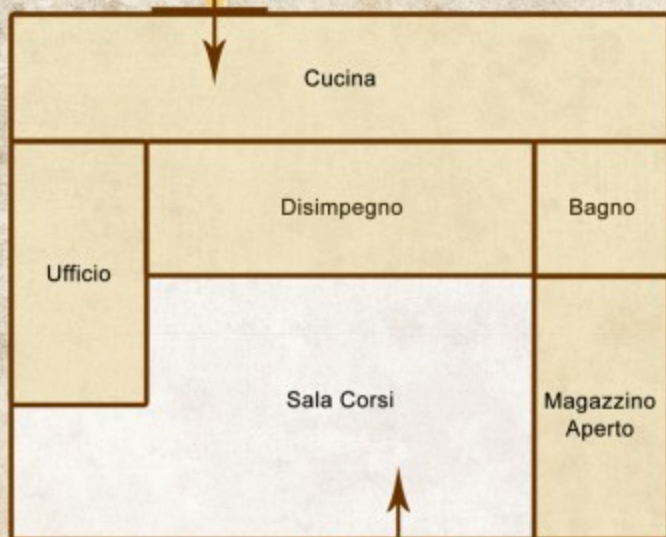 Cucina
Disimpegno
Bagno
Ufficio
Sala Corsi
Magazzino
Aperto